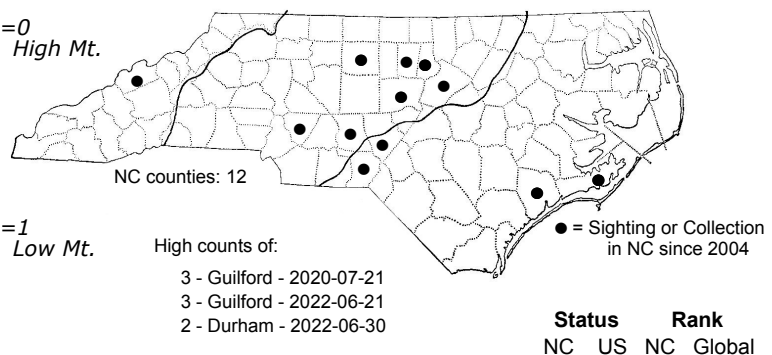 =0
High Mt.
NC counties: 12
=1
Low Mt.
High counts of:
3 - Guilford - 2020-07-21
3 - Guilford - 2022-06-21
2 - Durham - 2022-06-30
● = Sighting or Collection
in NC since 2004
Status Rank
NC US NC Global